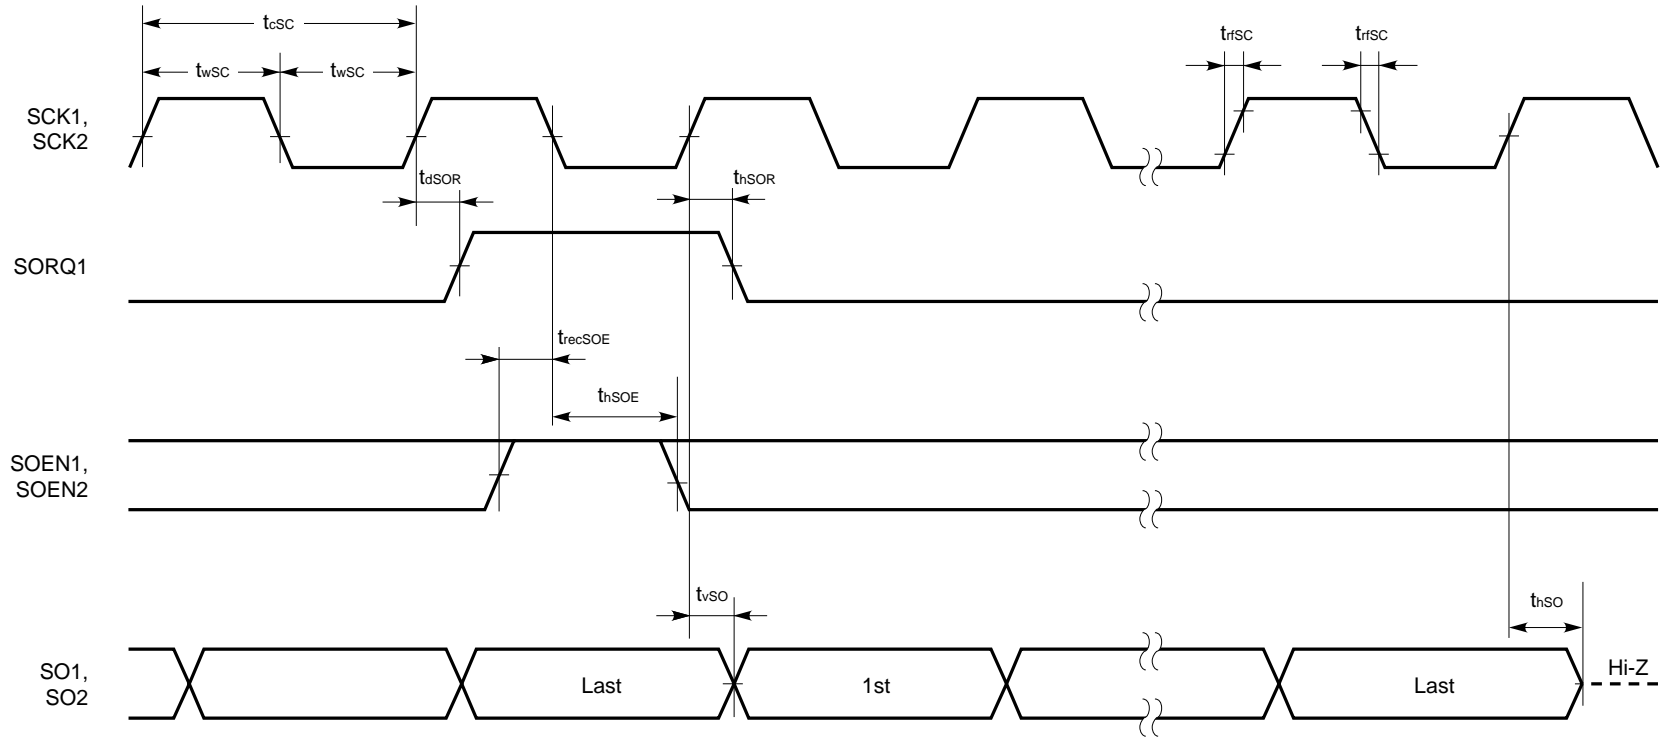 tcSC
twSC
twSC
trfSC
trfSC
SCK1,
SCK2
tdSOR
thSOR
SORQ1
trecSOE
thSOE
SOEN1,
SOEN2
tvSO
thSO
SO1,
SO2
Last
1st
Last
Hi-Z